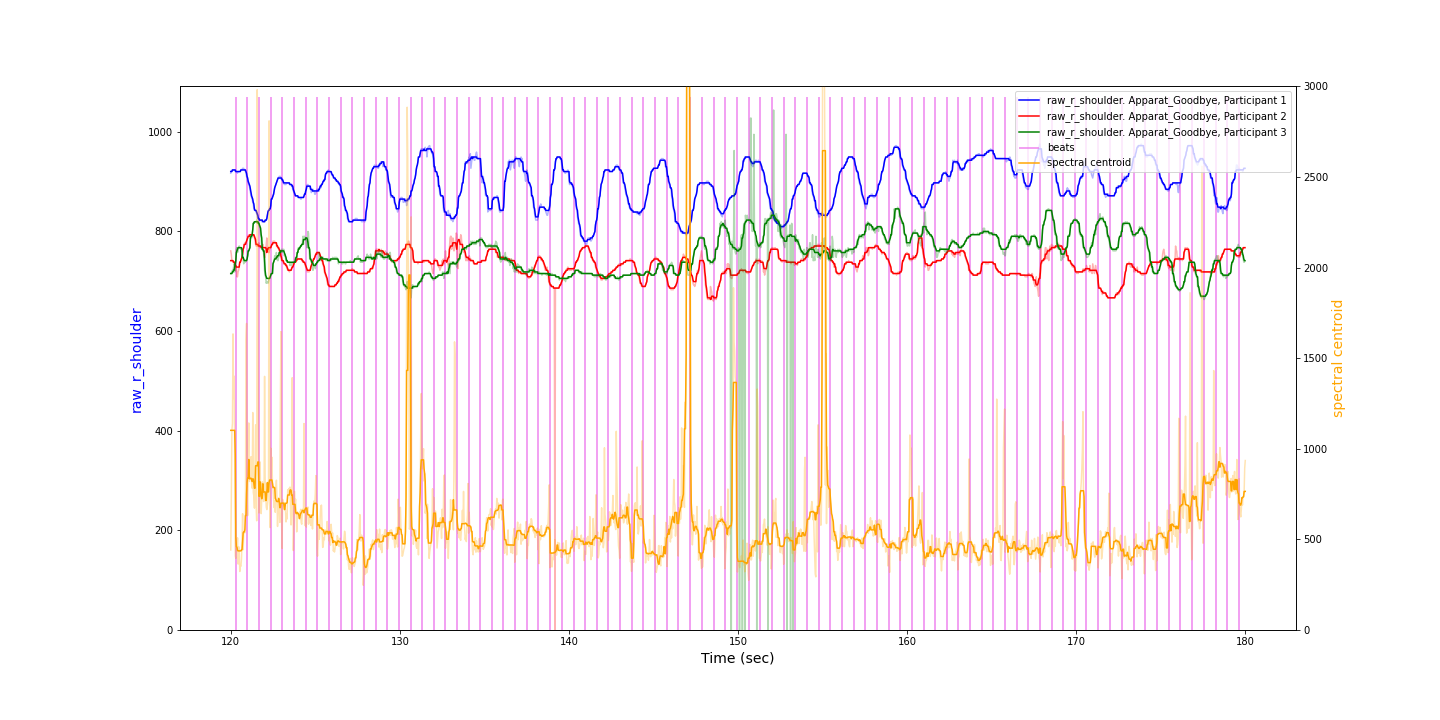 raw_r_shoulder. Apparat_Goodbye, Participant 1
raw_r_shoulder. Apparat_Goodbye, Participant 2
raw_r_shoulder. Apparat_Goodbye, Participant 3
beats
spectral centroid
raw_r_shoulder
1000
800
600
400
200
0
3000
2500
2000
1500
1000
500
0
spectral centroid
120
130
140
150
160
170
180
Time (sec)